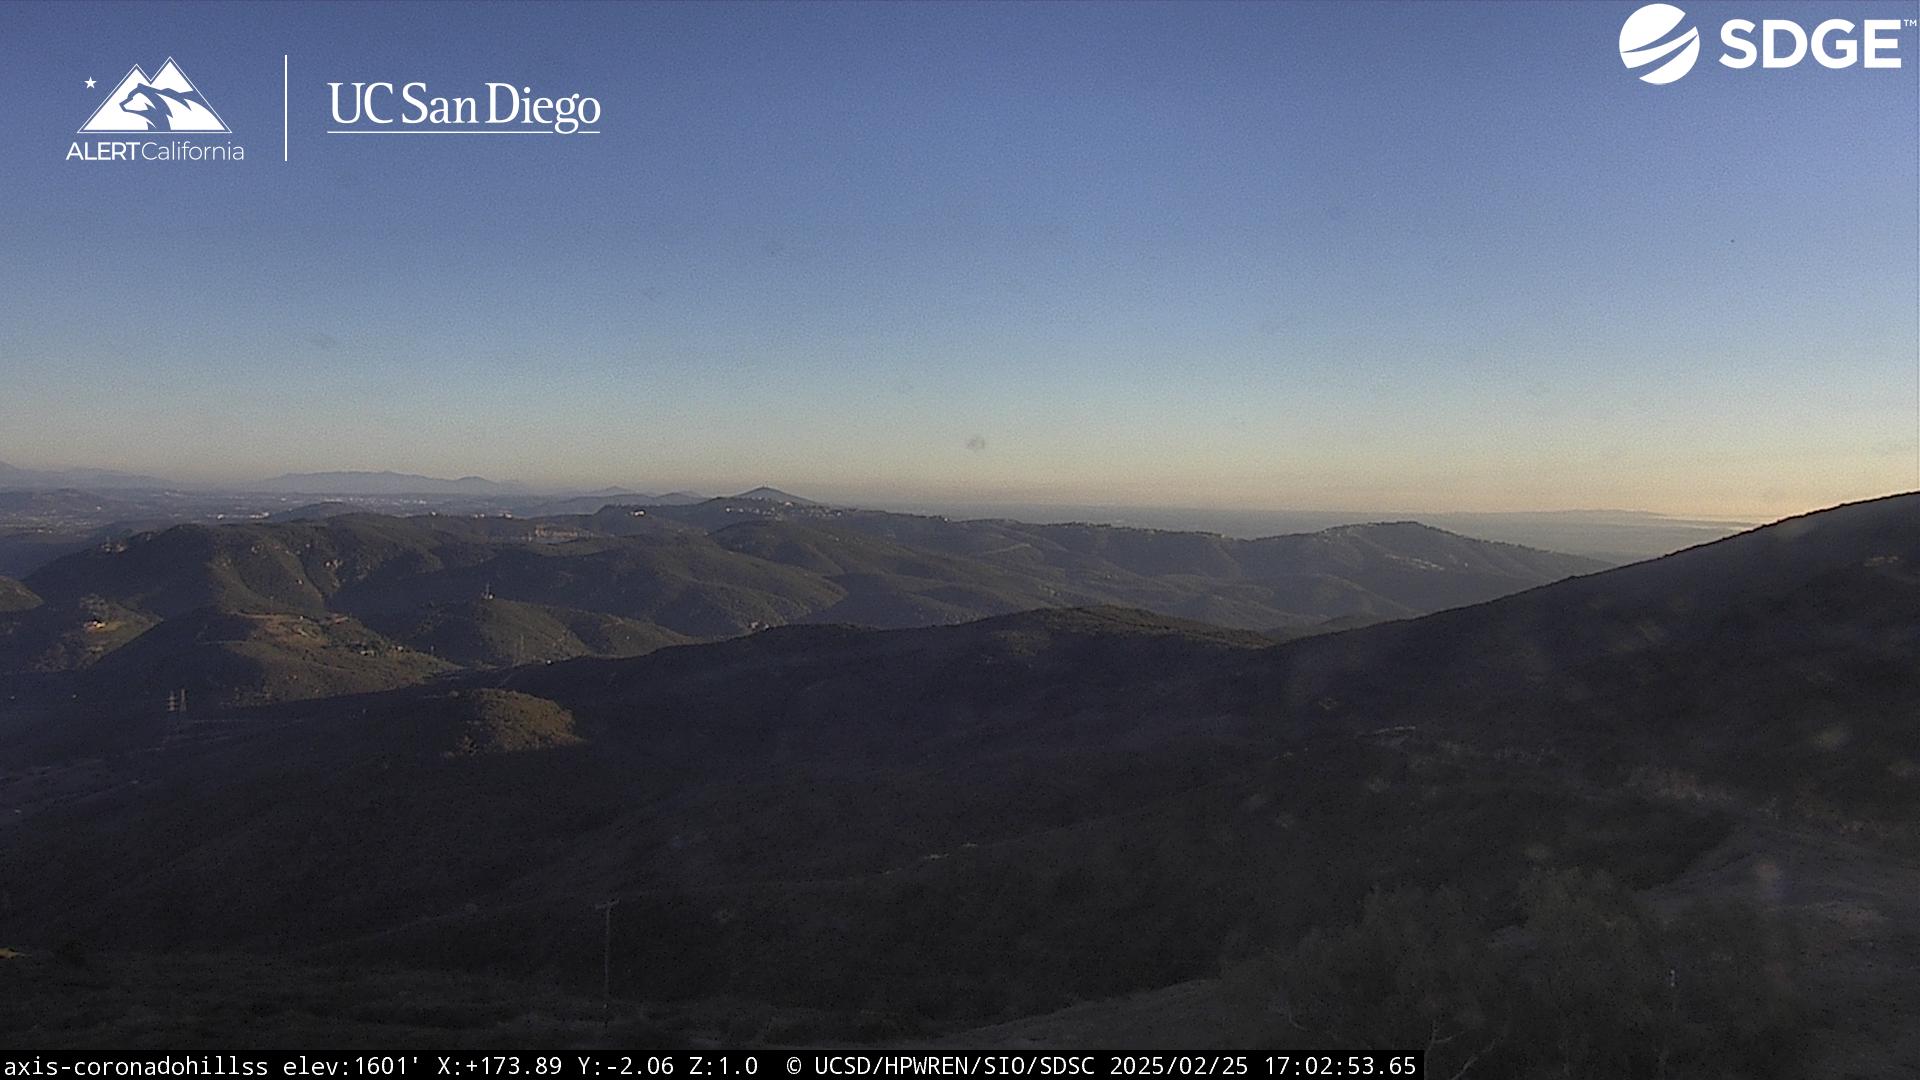 ALERTCalifornia
UC San Diego
SDGE™
axis-coronadohillss elev:1601' X:+173.89 Y:-2.06 Z:1.0 © UCSD/HPWREN/SIO/SDSC 2025/02/25 17:02:53.65